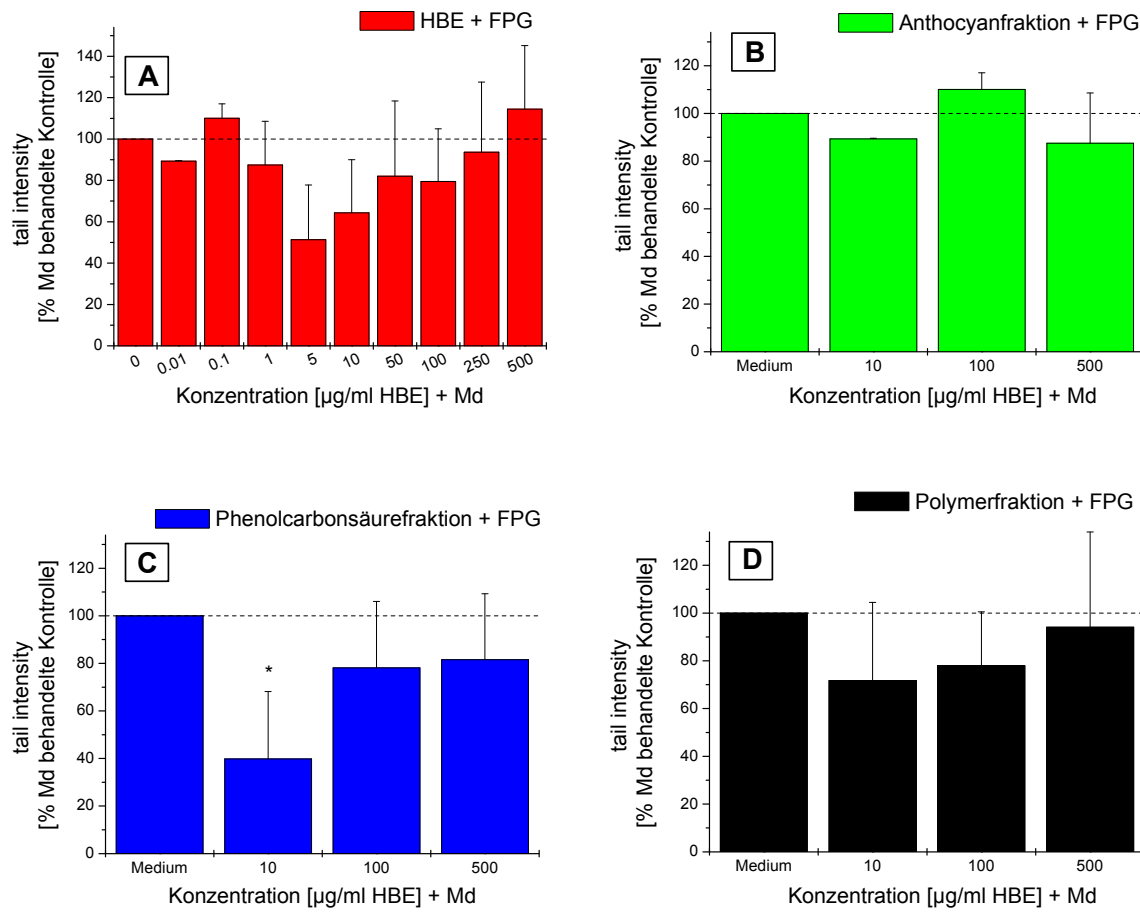 HBE + FPG
A
140
120
100
80
60
40
20
0
tail intensity
[% Md behandelte Kontrolle]
0 0.01 0.1 1 5 10 50 100 250 500
Konzentration [µg/ml HBE] + Md
Anthocyanfraktion + FPG
B
120
100
80
60
40
20
0
tail intensity
[% Md behandelte Kontrolle]
Medium 10 100 500
Konzentration [µg/ml HBE] + Md
Phenolcarbonsäurefraktion + FPG
C
120
100
80
60
40
20
0
tail intensity
[% Md behandelte Kontrolle]
*
Medium 10 100 500
Konzentration [µg/ml HBE] + Md
Polymerfraktion + FPG
D
120
100
80
60
40
20
0
tail intensity
[% Md behandelte Kontrolle]
Medium 10 100 500
Konzentration [µg/ml HBE] + Md